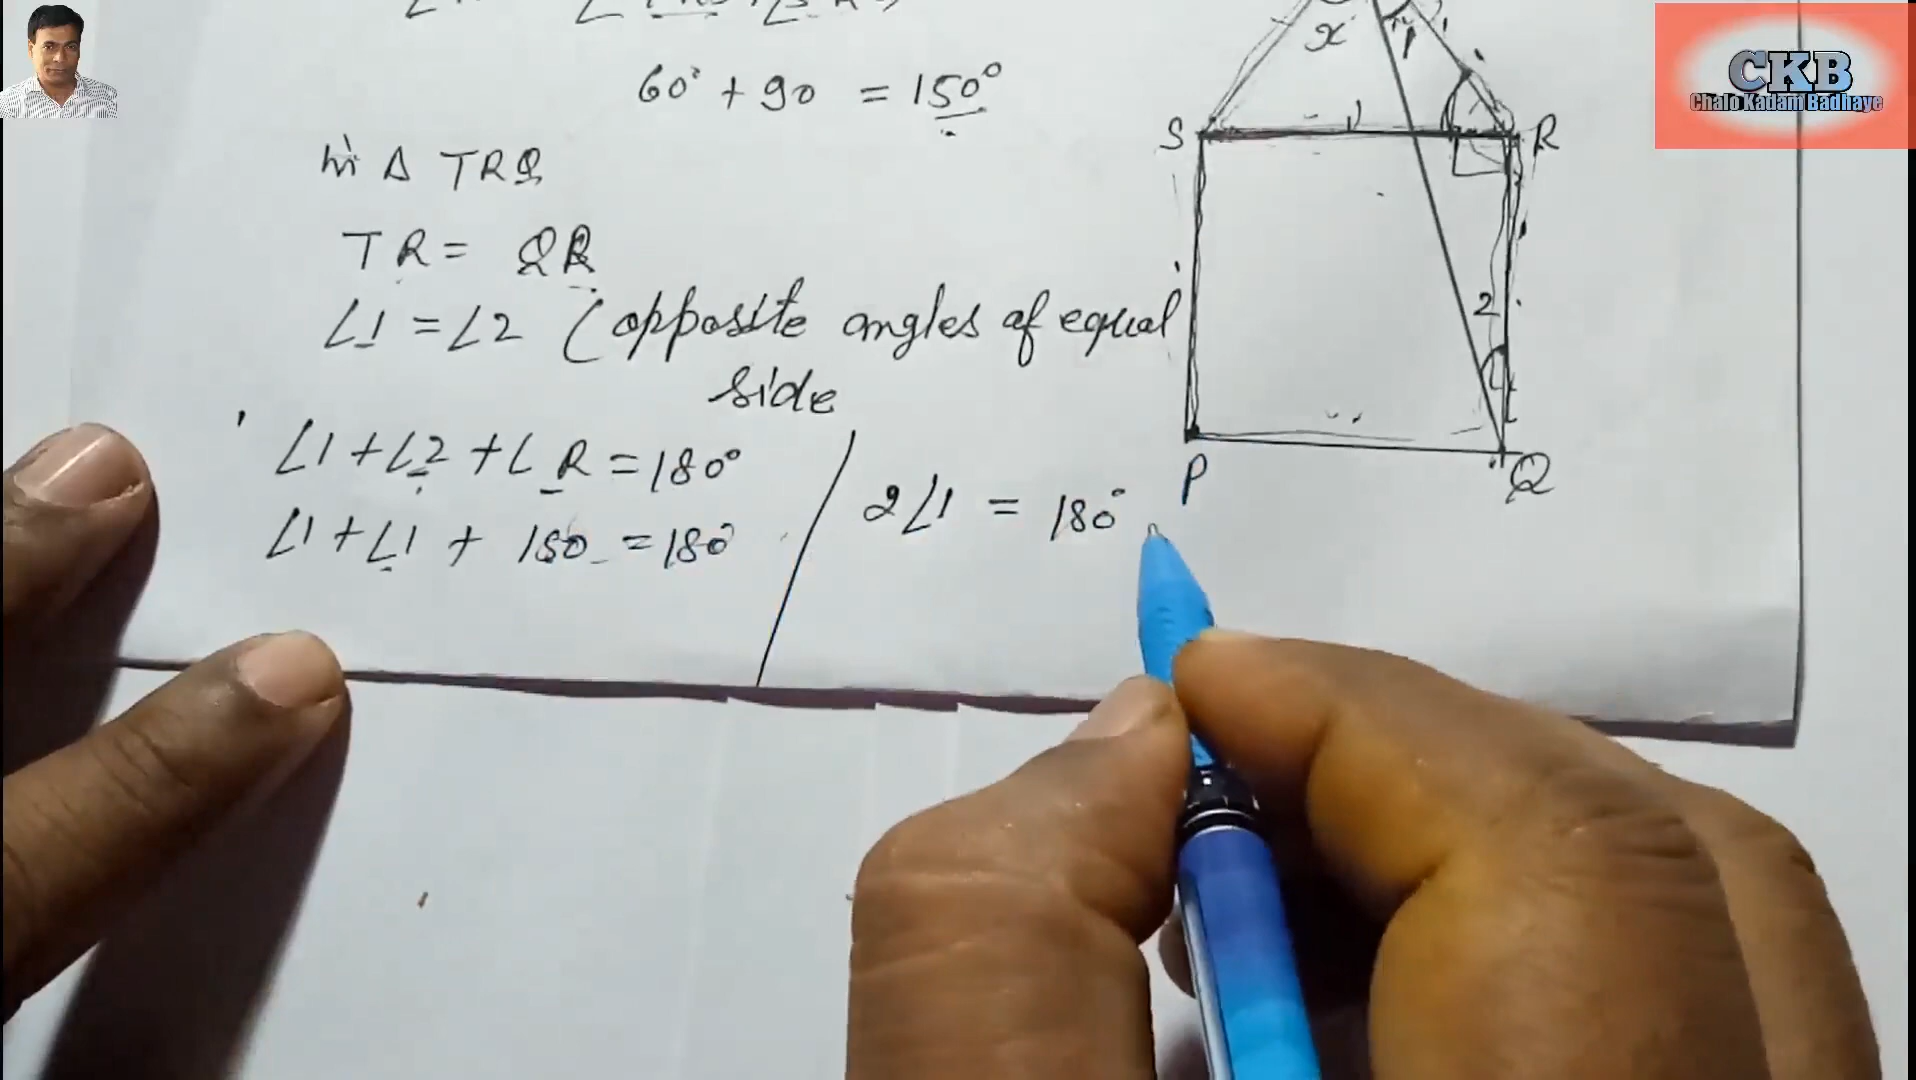 60° + 90 = 150°
in Δ TRQ
TR = QR
∠1 = ∠2 (opposite angles of equal
side
∠1 + ∠2 + ∠R = 180°
∠1 + ∠1 + 150 = 180
2∠1 = 180°
x
1
S
R
2
P
Q
CKB
Chalo Kadam Badhaye